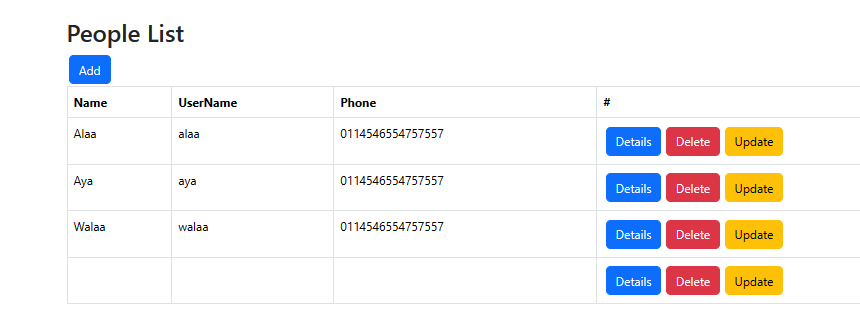 People List
Add
Name UserName Phone #
Alaa alaa 0114546554757557 Details Delete Update
Aya aya 0114546554757557 Details Delete Update
Walaa walaa 0114546554757557 Details Delete Update
Details Delete Update